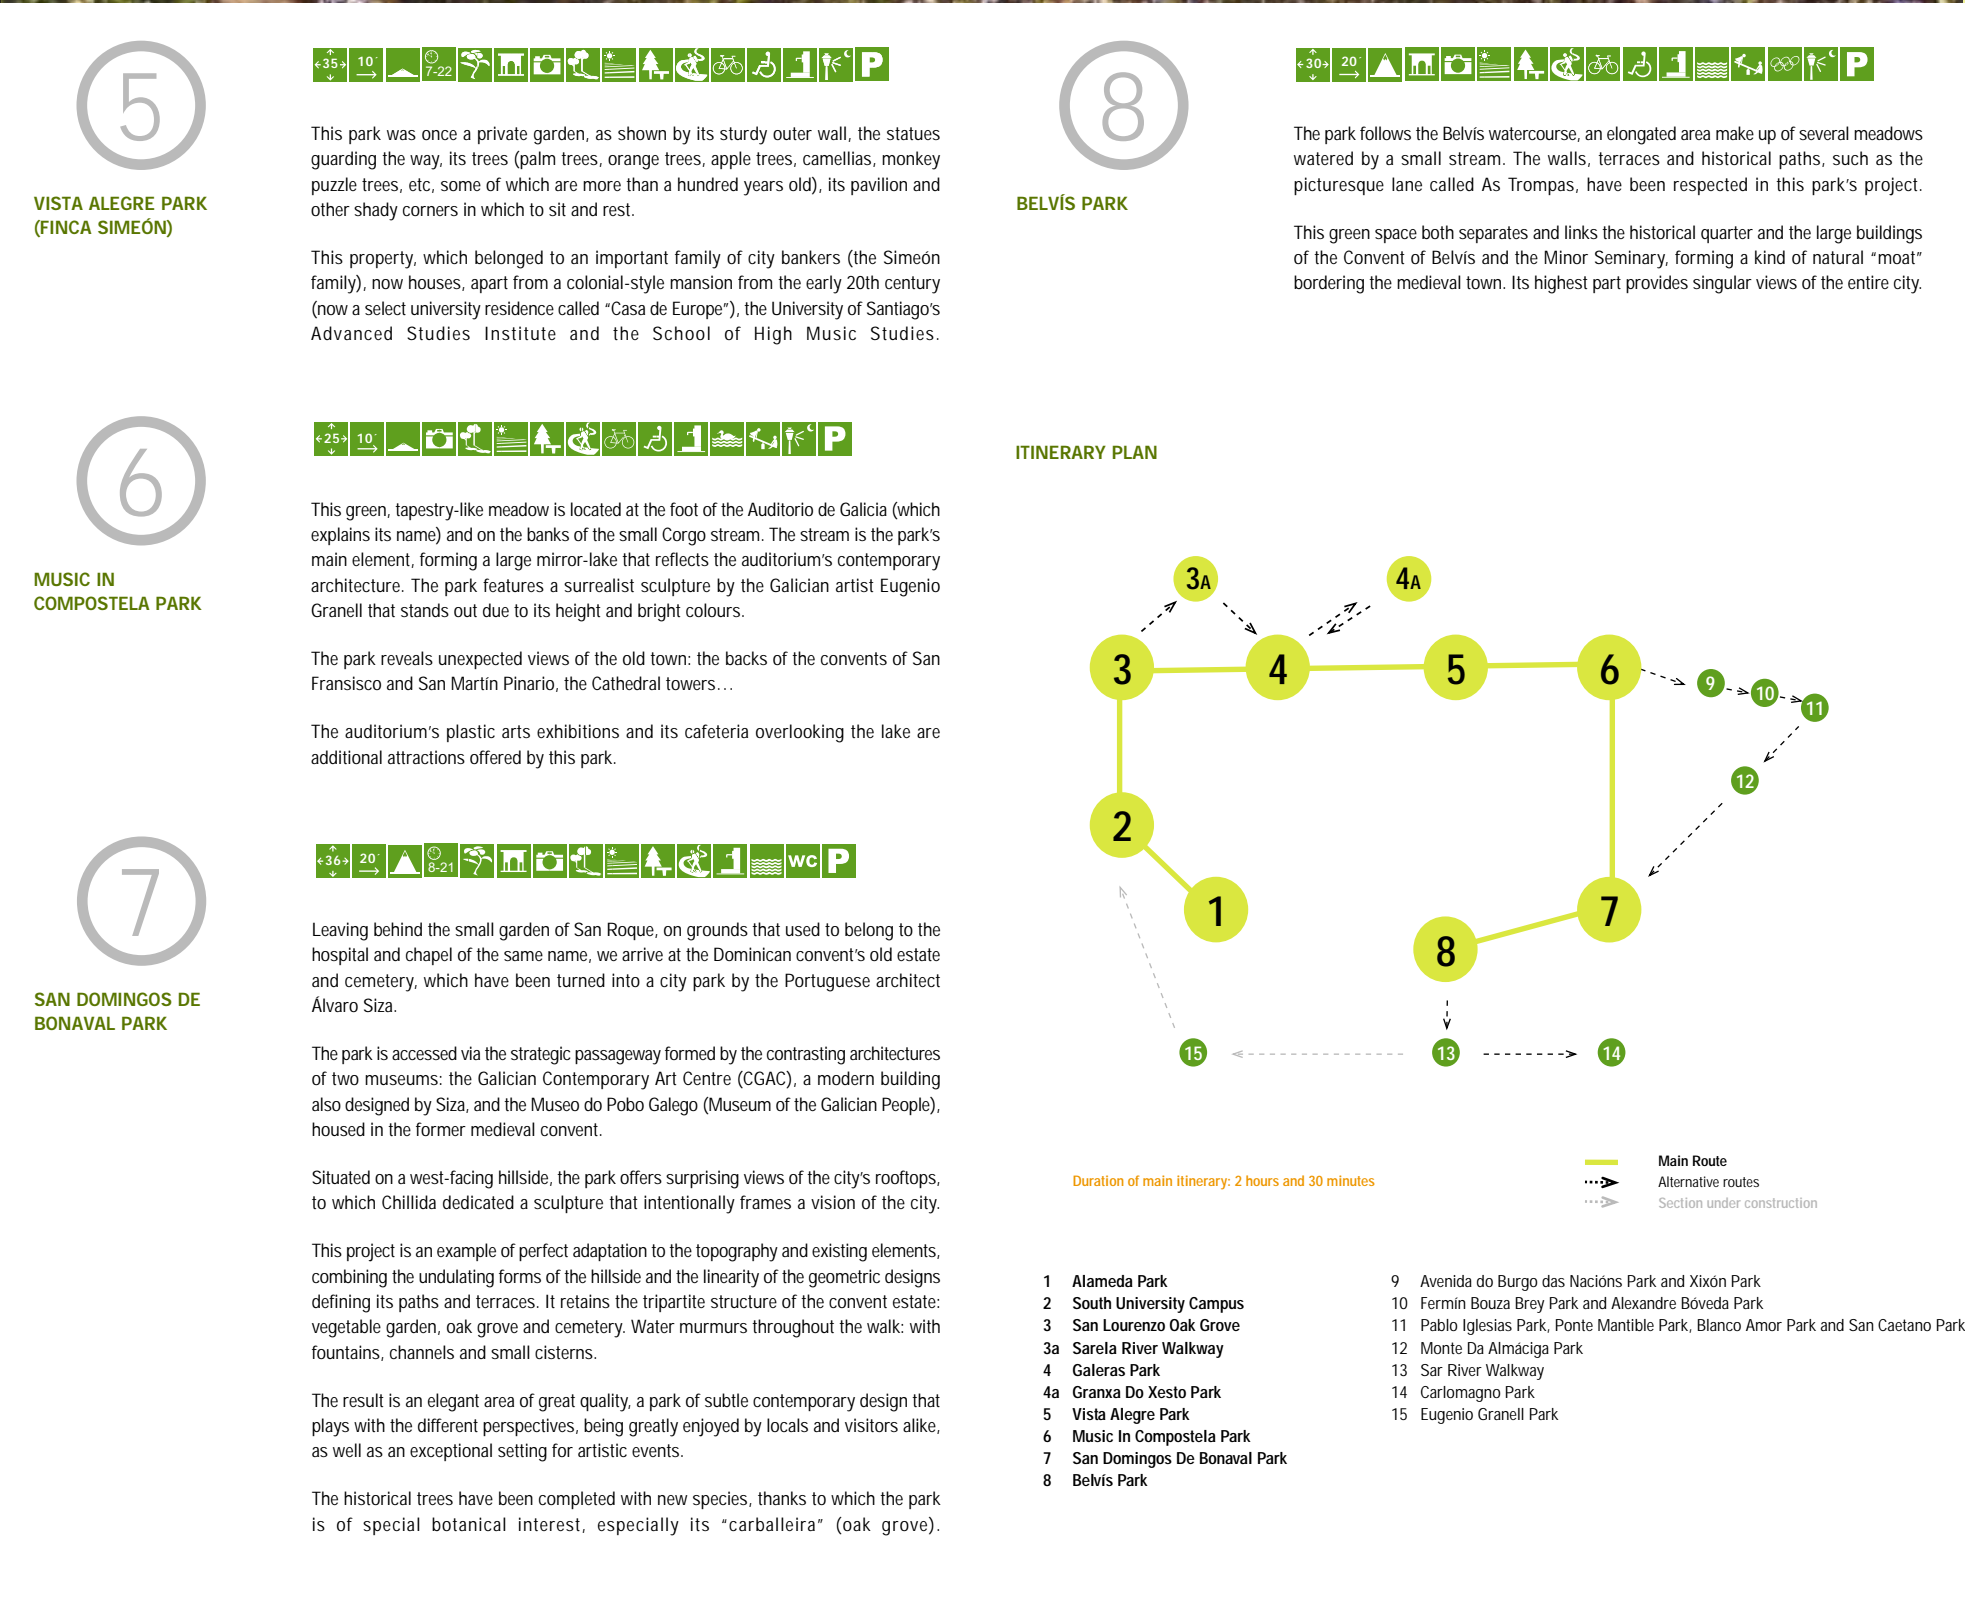 5
VISTA ALEGRE PARK
(FINCA SIMEÓN)
35 10' 7-22 P
This park was once a private garden, as shown by its sturdy outer wall, the statues
guarding the way, its trees (palm trees, orange trees, apple trees, camellias, monkey
puzzle trees, etc, some of which are more than a hundred years old), its pavilion and
other shady corners in which to sit and rest.
This property, which belonged to an important family of city bankers (the Simeón
family), now houses, apart from a colonial-style mansion from the early 20th century
(now a select university residence called “Casa de Europe”), the University of Santiago’s
Advanced Studies Institute and the School of High Music Studies.
6
MUSIC IN
COMPOSTELA PARK
25 10' P
This green, tapestry-like meadow is located at the foot of the Auditorio de Galicia (which
explains its name) and on the banks of the small Corgo stream. The stream is the park’s
main element, forming a large mirror-lake that reflects the auditorium’s contemporary
architecture. The park features a surrealist sculpture by the Galician artist Eugenio
Granell that stands out due to its height and bright colours.
The park reveals unexpected views of the old town: the backs of the convents of San
Fransisco and San Martín Pinario, the Cathedral towers…
The auditorium’s plastic arts exhibitions and its cafeteria overlooking the lake are
additional attractions offered by this park.
7
SAN DOMINGOS DE
BONAVAL PARK
36 20' 8-21 WC P
Leaving behind the small garden of San Roque, on grounds that used to belong to the
hospital and chapel of the same name, we arrive at the Dominican convent’s old estate
and cemetery, which have been turned into a city park by the Portuguese architect
Álvaro Siza.
The park is accessed via the strategic passageway formed by the contrasting architectures
of two museums: the Galician Contemporary Art Centre (CGAC), a modern building
also designed by Siza, and the Museo do Pobo Galego (Museum of the Galician People),
housed in the former medieval convent.
Situated on a west-facing hillside, the park offers surprising views of the city’s rooftops,
to which Chillida dedicated a sculpture that intentionally frames a vision of the city.
This project is an example of perfect adaptation to the topography and existing elements,
combining the undulating forms of the hillside and the linearity of the geometric designs
defining its paths and terraces. It retains the tripartite structure of the convent estate:
vegetable garden, oak grove and cemetery. Water murmurs throughout the walk: with
fountains, channels and small cisterns.
The result is an elegant area of great quality, a park of subtle contemporary design that
plays with the different perspectives, being greatly enjoyed by locals and visitors alike,
as well as an exceptional setting for artistic events.
The historical trees have been completed with new species, thanks to which the park
is of special botanical interest, especially its “carballeira” (oak grove).
8
BELVÍS PARK
30 20' P
The park follows the Belvís watercourse, an elongated area make up of several meadows
watered by a small stream. The walls, terraces and historical paths, such as the
picturesque lane called As Trompas, have been respected in this park’s project.
This green space both separates and links the historical quarter and the large buildings
of the Convent of Belvís and the Minor Seminary, forming a kind of natural “moat”
bordering the medieval town. Its highest part provides singular views of the entire city.
ITINERARY PLAN
3A 4A
3 4 5 6
9 10 11
12
2
1
7
8
15 13 14
Duration of main itinerary: 2 hours and 30 minutes
Main Route
Alternative routes
Section under construction
1 Alameda Park
2 South University Campus
3 San Lourenzo Oak Grove
3a Sarela River Walkway
4 Galeras Park
4a Granxa Do Xesto Park
5 Vista Alegre Park
6 Music In Compostela Park
7 San Domingos De Bonaval Park
8 Belvís Park
9 Avenida do Burgo das Nacións Park and Xixón Park
10 Fermín Bouza Brey Park and Alexandre Bóveda Park
11 Pablo Iglesias Park, Ponte Mantible Park, Blanco Amor Park and San Caetano Park
12 Monte Da Almáciga Park
13 Sar River Walkway
14 Carlomagno Park
15 Eugenio Granell Park